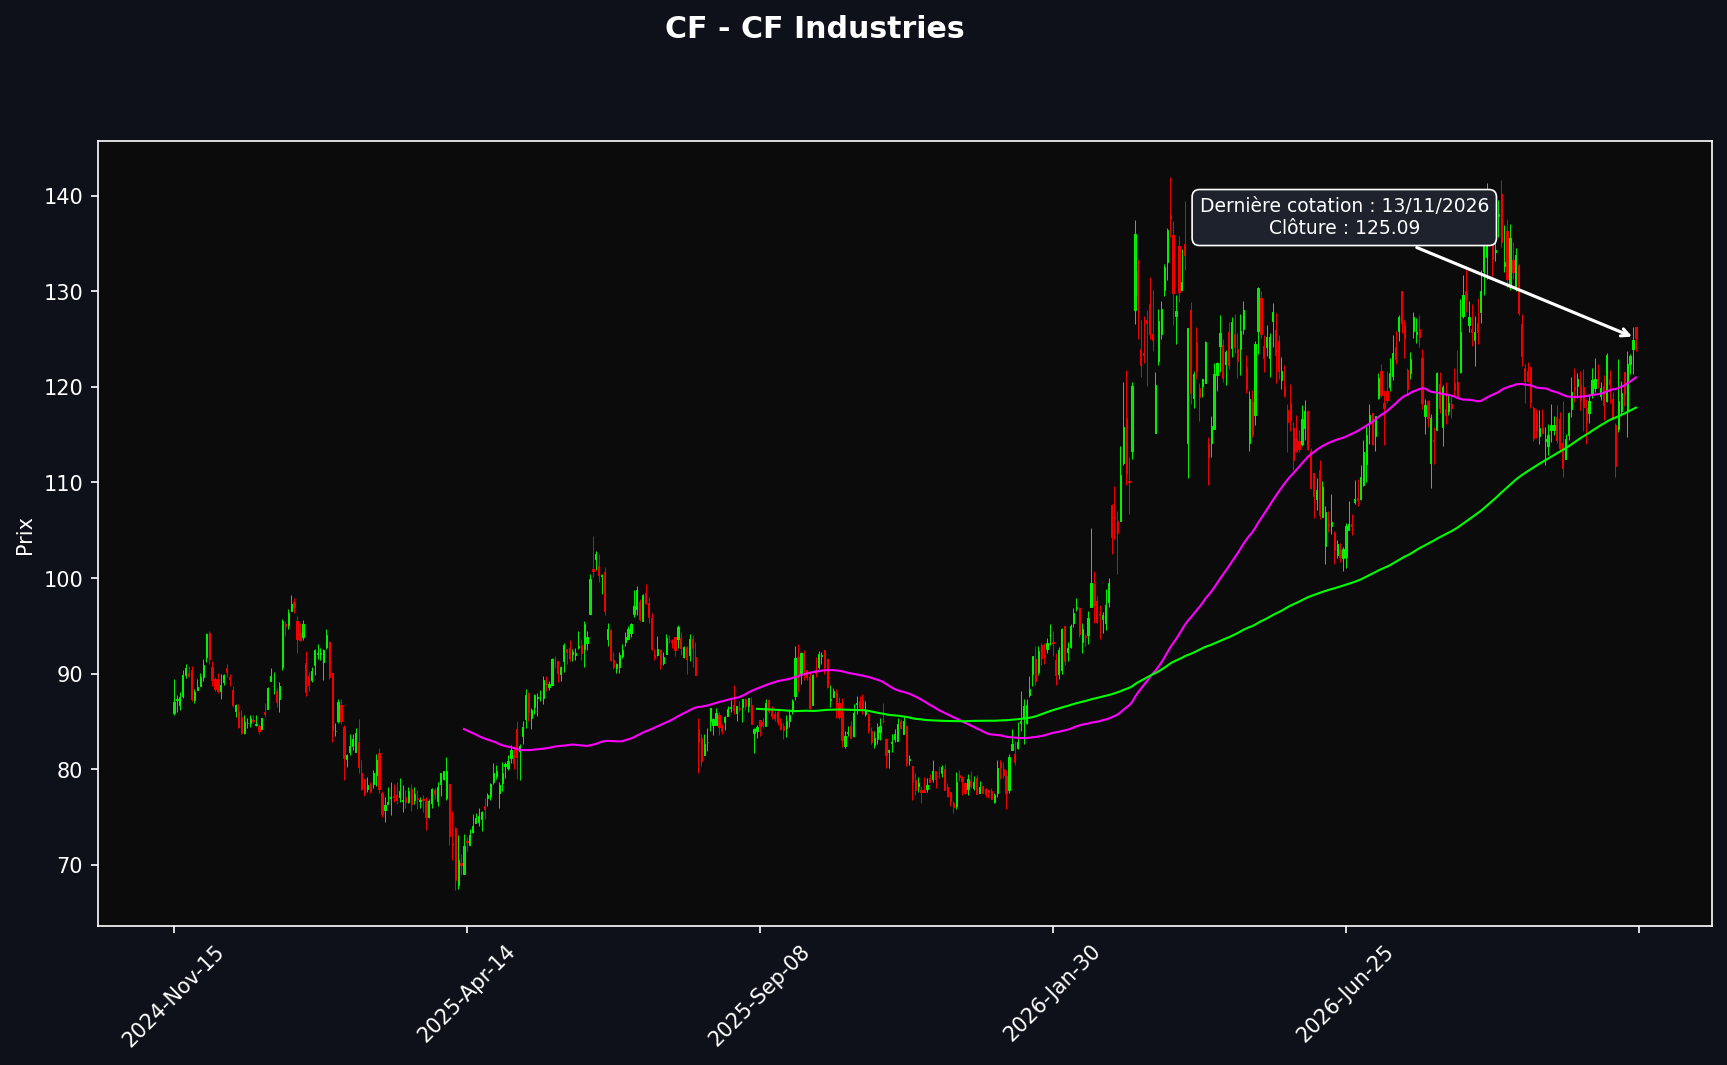 CF - CF Industries
Dernière cotation : 13/11/2026
Clôture : 125.09
Prix
140
130
120
110
100
90
80
70
2024-Nov-15
2025-Apr-14
2025-Sep-08
2026-Jan-30
2026-Jun-25